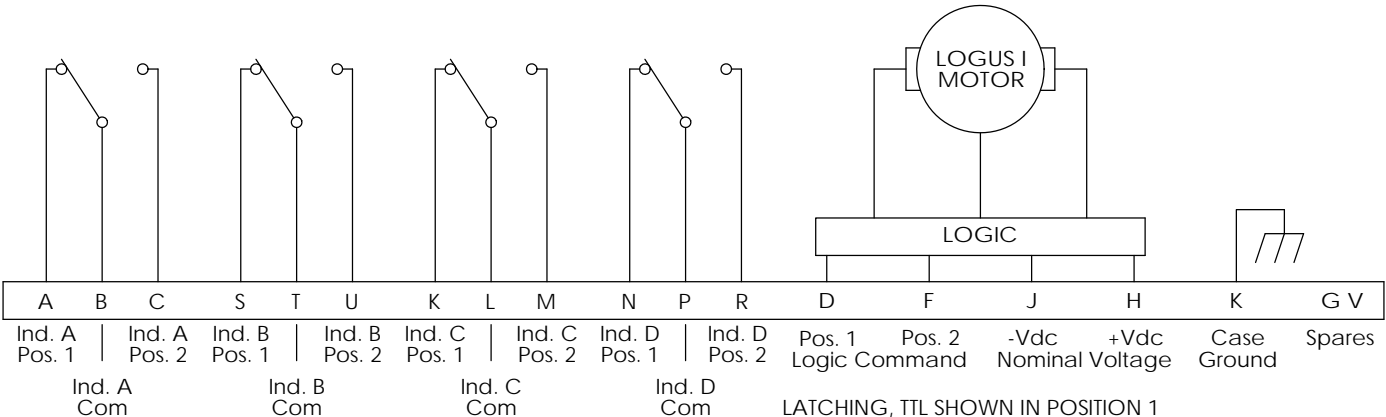 LOGUS I
MOTOR
LOGIC
A B C S T U K L M N P R D F J H K G V
Ind. A Ind. A Ind. B Ind. B Ind. C Ind. C Ind. D Ind. D Pos. 1 Pos. 2 -Vdc +Vdc Case Spares
Pos. 1 Pos. 2 Pos. 1 Pos. 2 Pos. 1 Pos. 2 Pos. 1 Pos. 2 Logic Command Nominal Voltage Ground
Ind. A Ind. B Ind. C Ind. D
Com Com Com Com LATCHING, TTL SHOWN IN POSITION 1